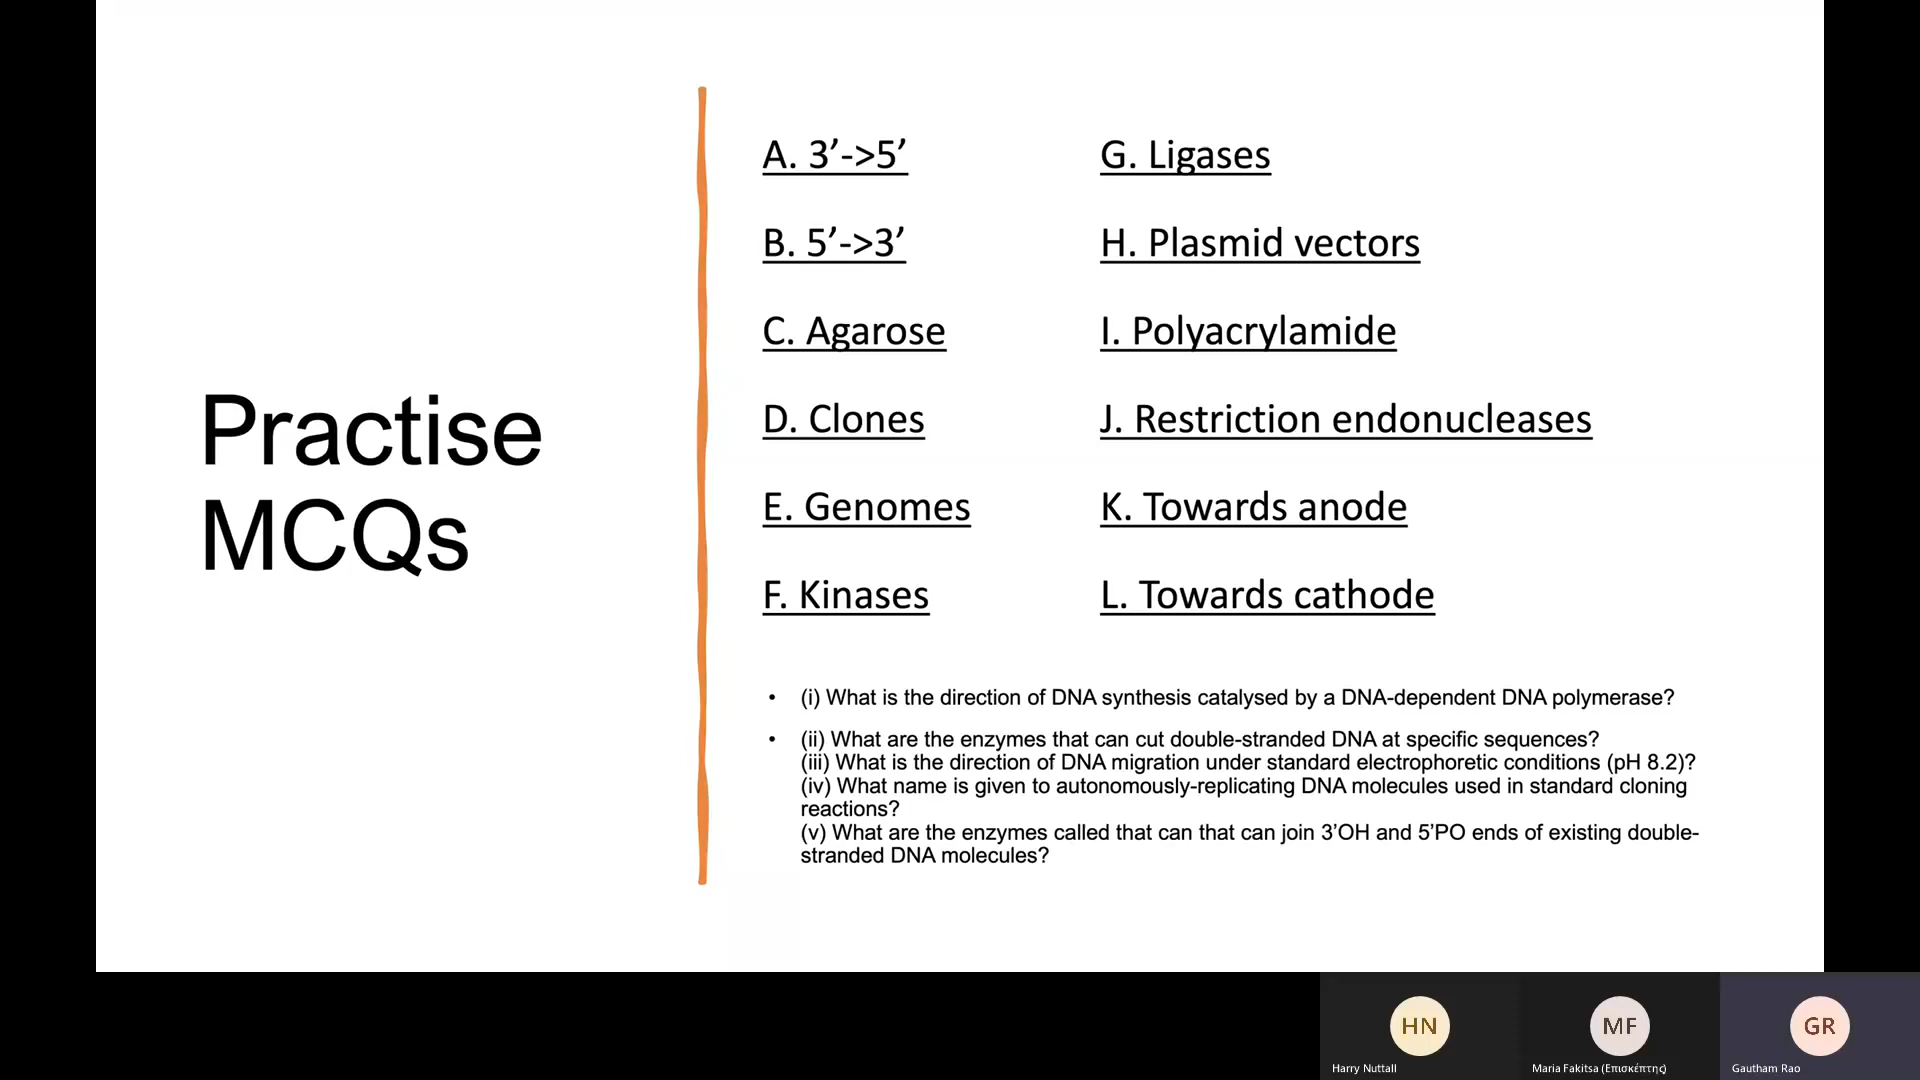 Practise
MCQs
A. 3’->5’
B. 5’->3’
C. Agarose
D. Clones
E. Genomes
F. Kinases
G. Ligases
H. Plasmid vectors
I. Polyacrylamide
J. Restriction endonucleases
K. Towards anode
L. Towards cathode
• (i) What is the direction of DNA synthesis catalysed by a DNA-dependent DNA polymerase?
• (ii) What are the enzymes that can cut double-stranded DNA at specific sequences?
(iii) What is the direction of DNA migration under standard electrophoretic conditions (pH 8.2)?
(iv) What name is given to autonomously-replicating DNA molecules used in standard cloning
reactions?
(v) What are the enzymes called that can that can join 3’OH and 5’PO ends of existing double-
stranded DNA molecules?
HN
MF
GR
Harry Nuttall
Maria Fakitsa (Επισκέπτης)
Gautham Rao